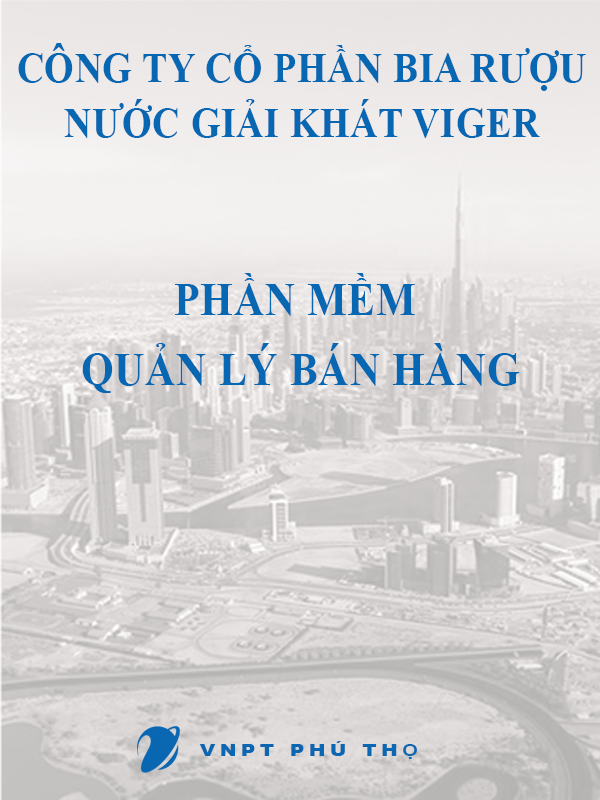 CÔNG TY CỔ PHẦN BIA RƯỢU
NƯỚC GIẢI KHÁT VIGER
PHẦN MỀM
QUẢN LÝ BÁN HÀNG
VNPT PHÚ THỌ